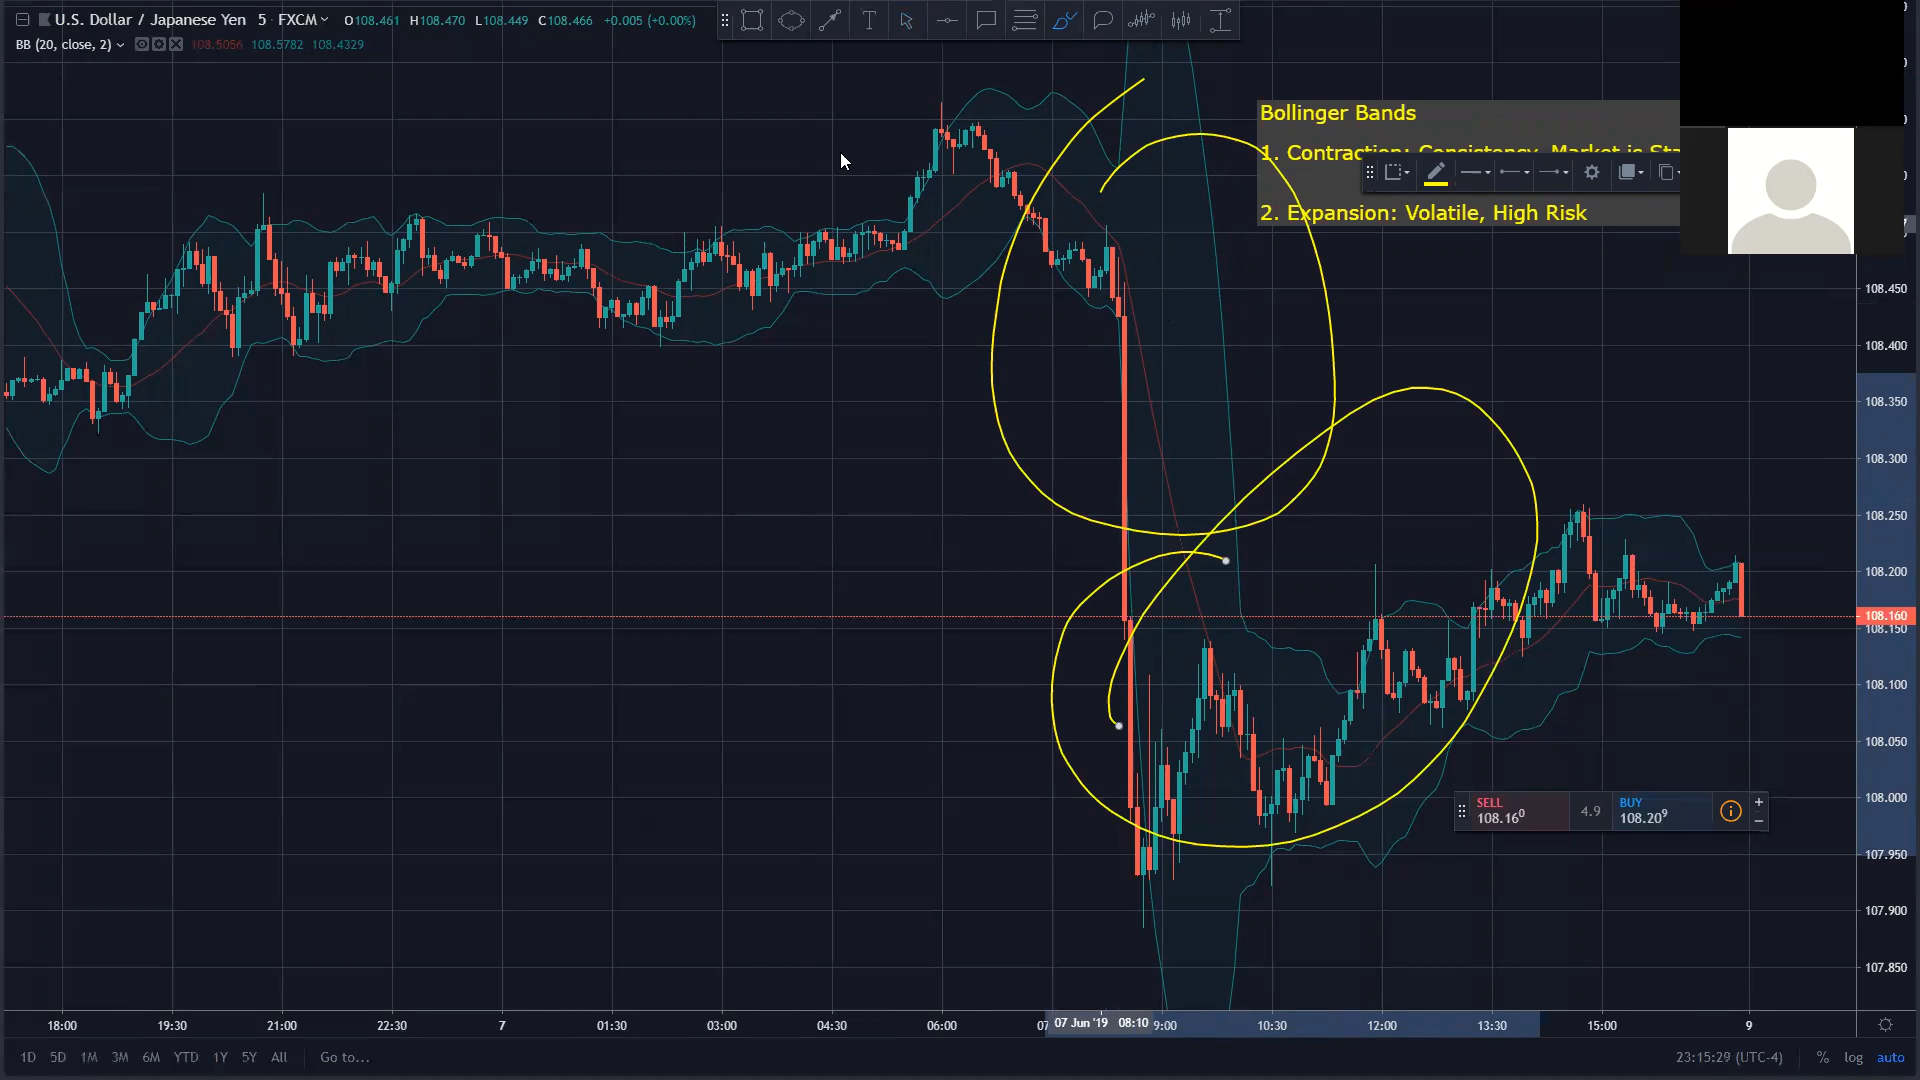 U.S. Dollar / Japanese Yen 5 FXCM O108.461 H108.470 L108.449 C108.466 +0.005 (+0.00%)
BB (20, close, 2) 108.5056 108.5782 108.4329
Bollinger Bands
1. Contraction: Consistency, Market is Sta
2. Expansion: Volatile, High Risk
108.450
108.400
108.350
108.300
108.250
108.200
108.160
108.150
108.100
108.050
108.000
107.950
107.900
107.850
SELL 108.160 4.9 BUY 108.209
18:00 19:30 21:00 22:30 7 01:30 03:00 04:30 06:00 07 07 Jun '19 08:10 9:00 10:30 12:00 13:30 15:00 9
1D 5D 1M 3M 6M YTD 1Y 5Y All Go to... 23:15:29 (UTC-4) % log auto